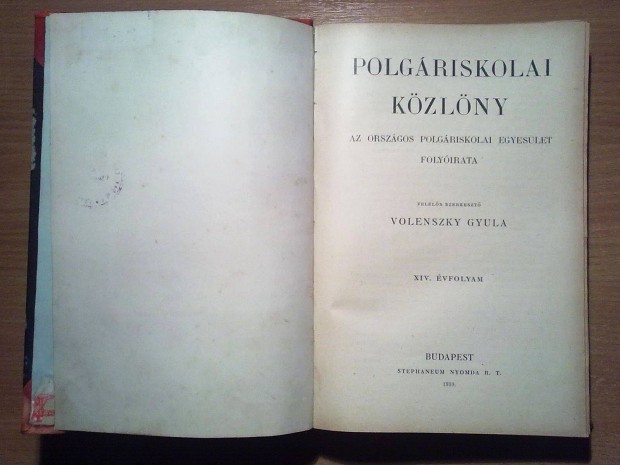 POLGÁRISKOLAI
KÖZLÖNY
AZ ORSZÁGOS POLGÁRISKOLAI EGYESÜLET
FOLYÓIRATA
FELELŐS SZERKESZTŐ
VOLENSZKY GYULA
XIV. ÉVFOLYAM
BUDAPEST
STEPHANEUM NYOMDA R. T.